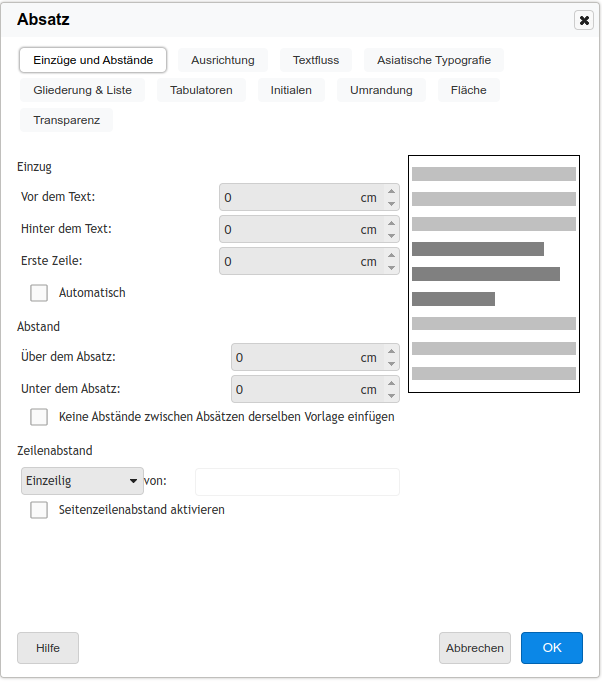 Absatz
Einzüge und Abstände Ausrichtung Textfluss Asiatische Typografie
Gliederung & Liste Tabulatoren Initialen Umrandung Fläche
Transparenz
Einzug
Vor dem Text: 0 cm
Hinter dem Text: 0 cm
Erste Zeile: 0 cm
Automatisch
Abstand
Über dem Absatz: 0 cm
Unter dem Absatz: 0 cm
Keine Abstände zwischen Absätzen derselben Vorlage einfügen
Zeilenabstand
Einzeilig von:
Seitenzeilenabstand aktivieren
Hilfe Abbrechen OK